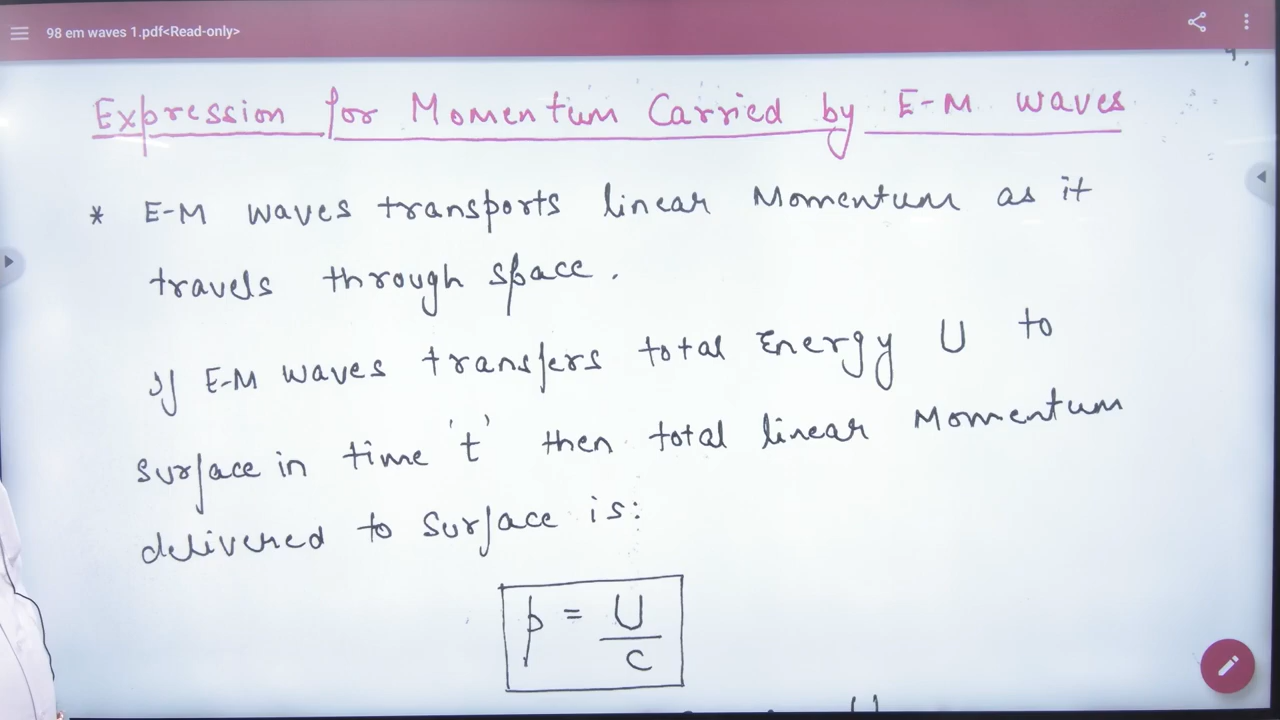 98 em waves 1.pdf<Read-only>
4.
Expression for Momentum Carried by E-M waves
* E-M waves transports linear Momentum as it
travels through space.
If E-M waves transfers total Energy U to
surface in time 't' then total linear Momentum
delivered to surface is:
p = U
c